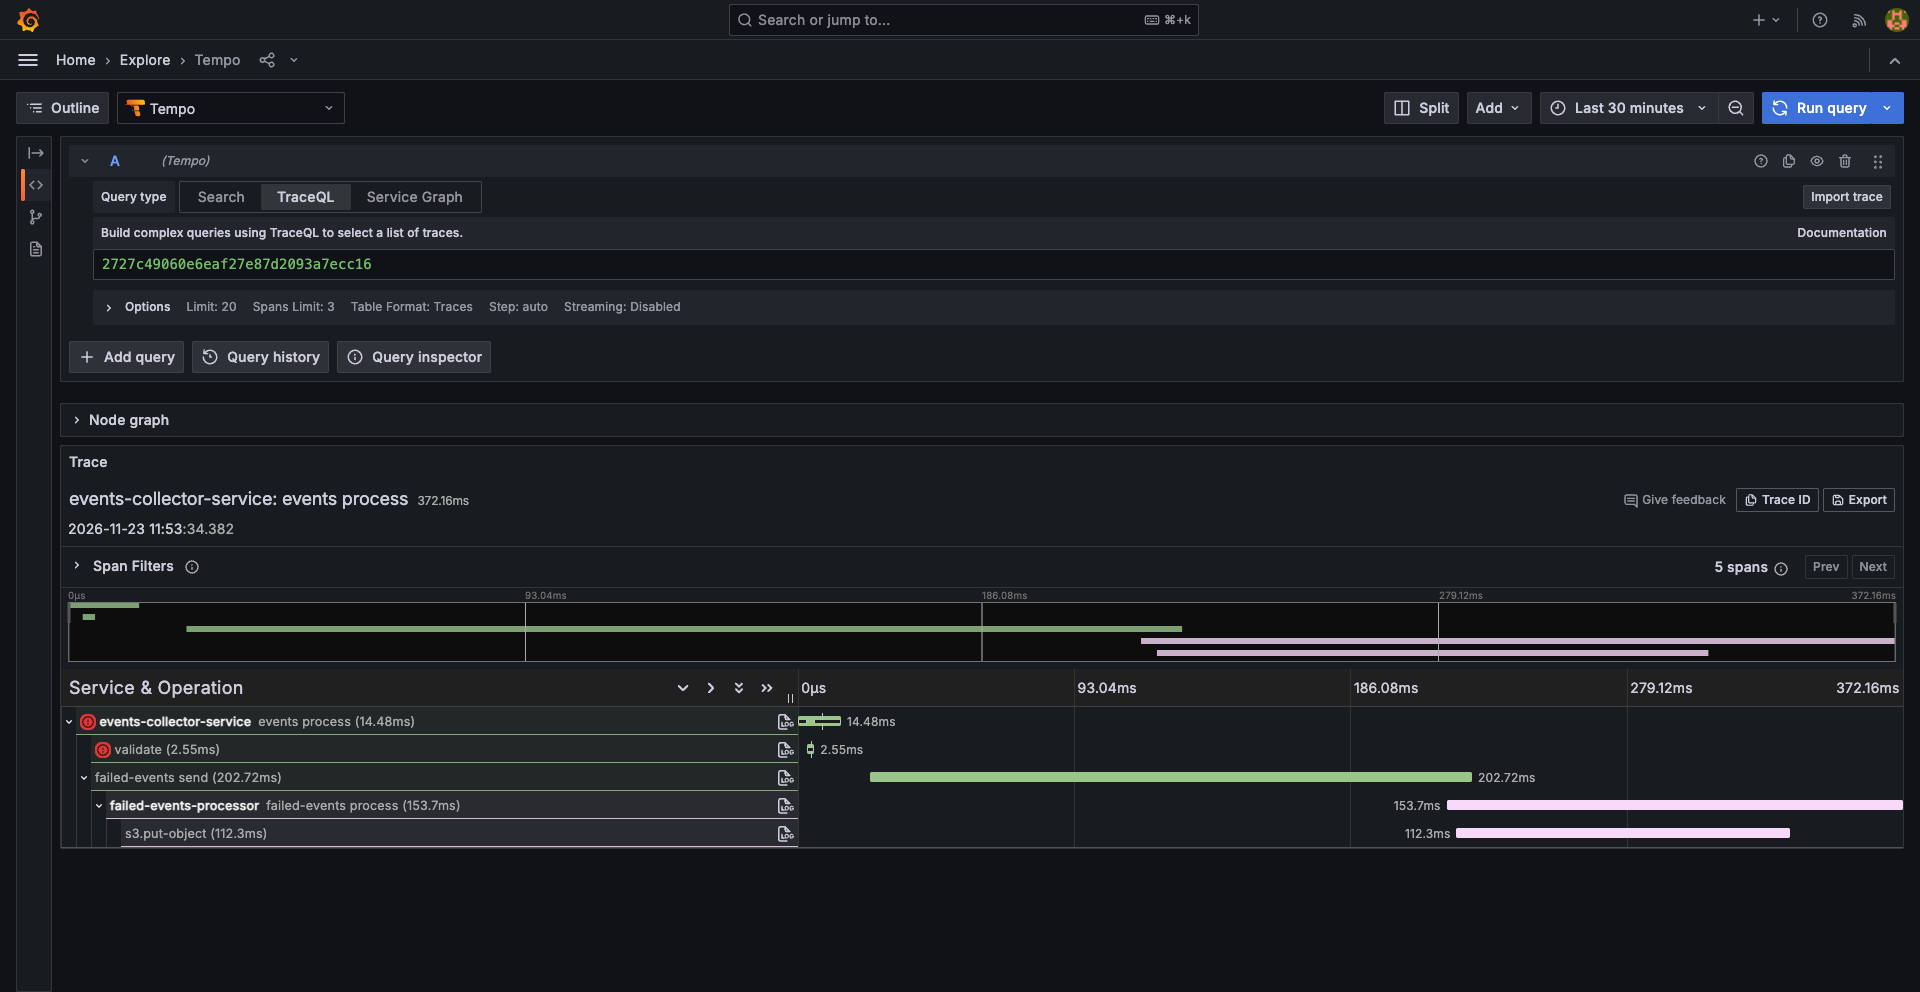 Search or jump to... ⌘+k
Home › Explore › Tempo
Outline Tempo Split Add Last 30 minutes Run query
A (Tempo)
Query type Search TraceQL Service Graph Import trace
Build complex queries using TraceQL to select a list of traces. Documentation
2727c49060e6eaf27e87d2093a7ecc16
Options Limit: 20 Spans Limit: 3 Table Format: Traces Step: auto Streaming: Disabled
+ Add query Query history Query inspector
Node graph
Trace
events-collector-service: events process 372.16ms Give feedback Trace ID Export
2026-11-23 11:53:34.382
Span Filters 5 spans Prev Next
0μs 93.04ms 186.08ms 279.12ms 372.16ms
Service & Operation 0μs 93.04ms 186.08ms 279.12ms 372.16ms
events-collector-service events process (14.48ms) LOG 14.48ms
validate (2.55ms) LOG 2.55ms
failed-events send (202.72ms) LOG 202.72ms
failed-events-processor failed-events process (153.7ms) LOG 153.7ms
s3.put-object (112.3ms) LOG 112.3ms